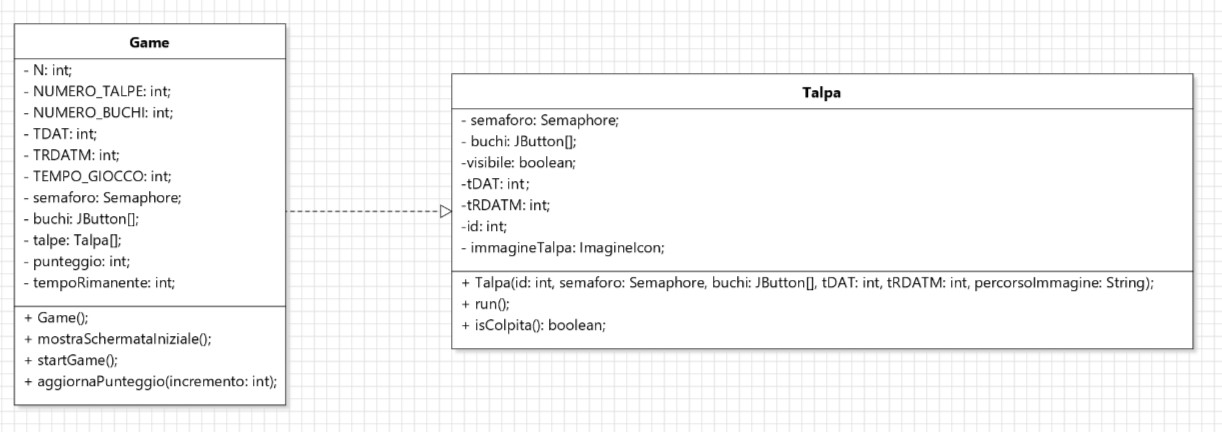 Game
- N: int;
- NUMERO_TALPE: int;
- NUMERO_BUCHI: int;
- TDAT: int;
- TRDATM: int;
- TEMPO_GIOCCO: int;
- semaforo: Semaphore;
- buchi: JButton[];
- talpe: Talpa[];
- punteggio: int;
- tempoRimanente: int;
+ Game();
+ mostraSchermataIniziale();
+ startGame();
+ aggiornaPunteggio(incremento: int);
Talpa
- semaforo: Semaphore;
- buchi: JButton[];
-visibile: boolean;
-tDAT: int;
-tRDATM: int;
-id: int;
- immagineTalpa: ImagineIcon;
+ Talpa(id: int, semaforo: Semaphore, buchi: JButton[], tDAT: int, tRDATM: int, percorsoImmagine: String);
+ run();
+ isColpita(): boolean;